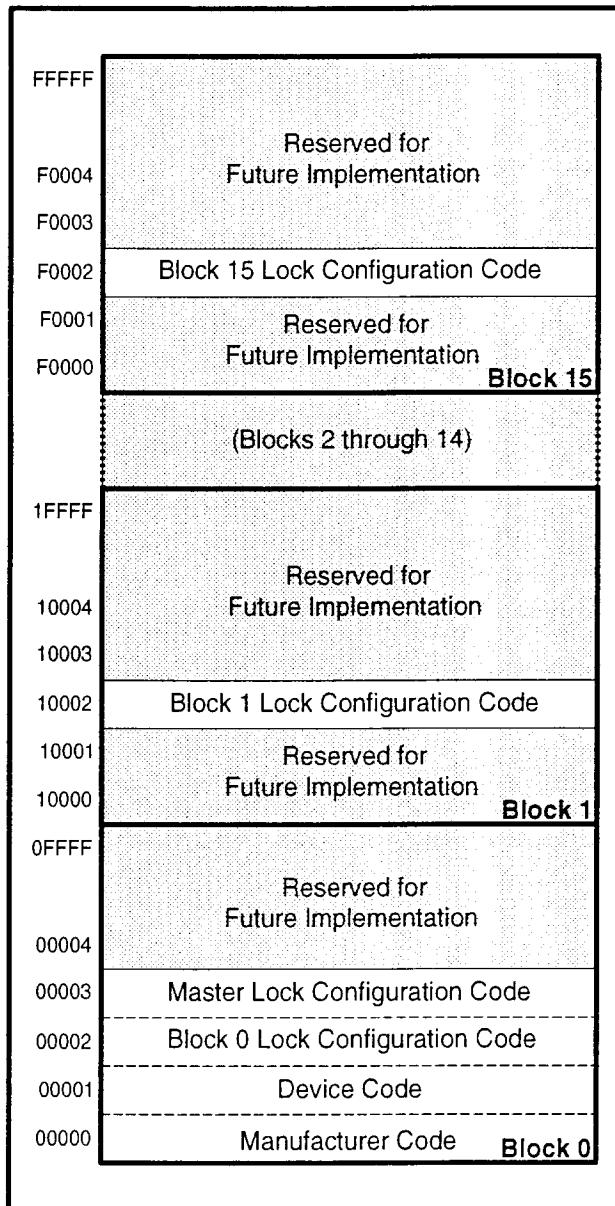 FFFFF
Reserved for
Future Implementation
F0004
F0003
F0002
Block 15 Lock Configuration Code
F0001
Reserved for
Future Implementation
F0000
Block 15
(Blocks 2 through 14)
1FFFF
Reserved for
Future Implementation
10004
10003
10002
Block 1 Lock Configuration Code
10001
Reserved for
Future Implementation
10000
Block 1
0FFFF
Reserved for
Future Implementation
00004
00003
Master Lock Configuration Code
00002
Block 0 Lock Configuration Code
00001
Device Code
00000
Manufacturer Code
Block 0